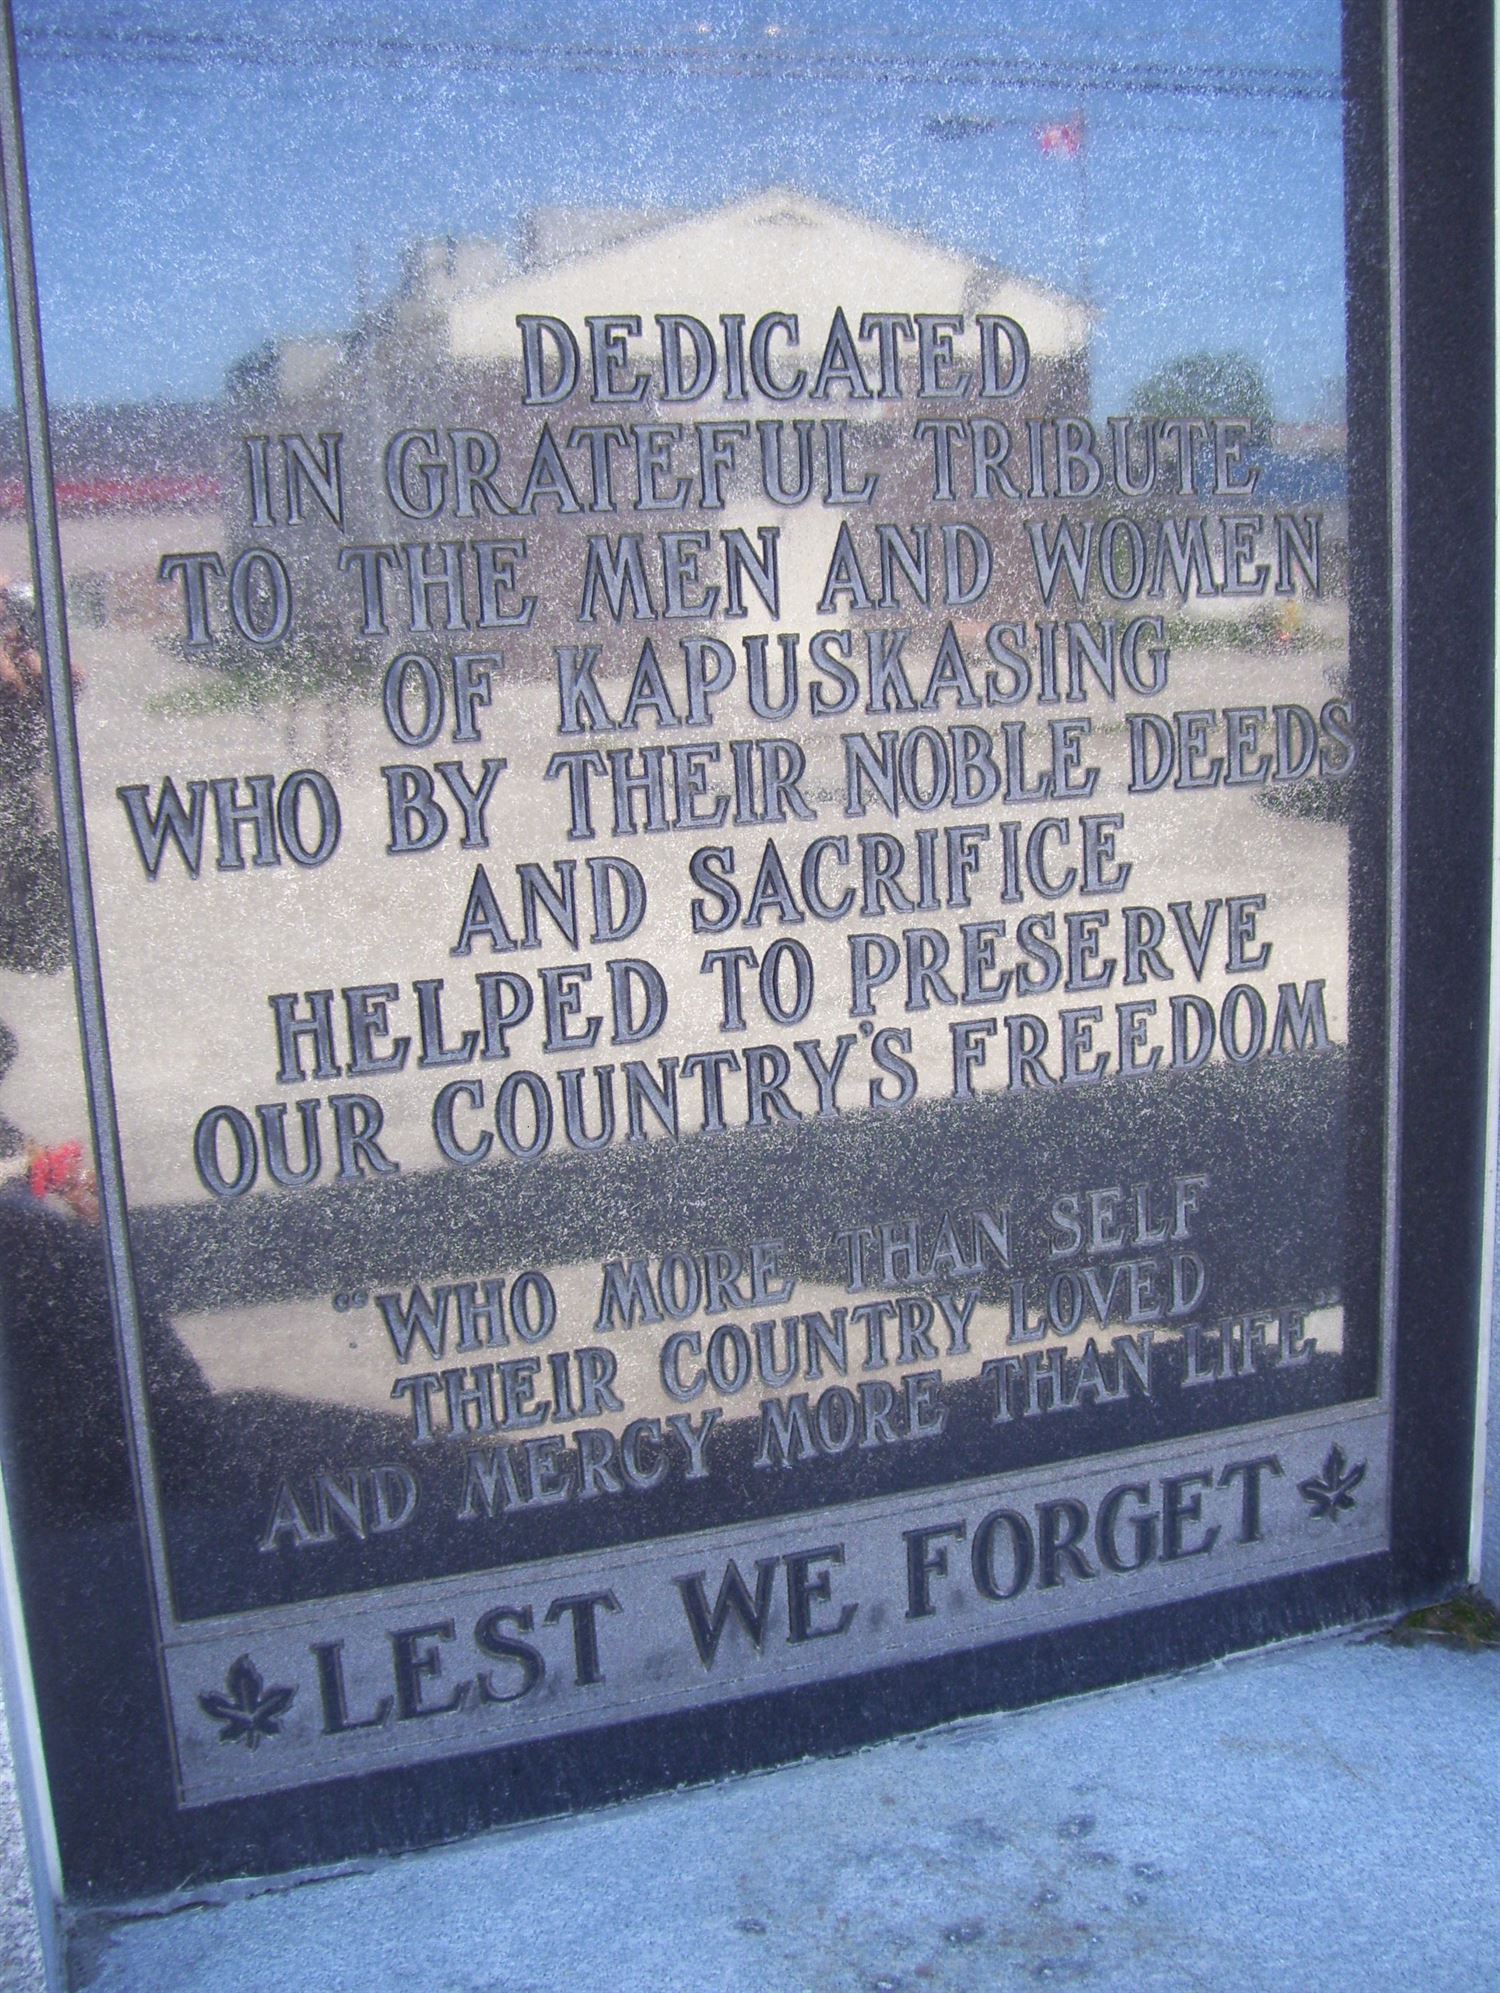 DEDICATED
IN GRATEFUL TRIBUTE
TO THE MEN AND WOMEN
OF KAPUSKASING
WHO BY THEIR NOBLE DEEDS
AND SACRIFICE
HELPED TO PRESERVE
OUR COUNTRY'S FREEDOM
"WHO MORE THAN SELF
THEIR COUNTRY LOVED
AND MERCY MORE THAN LIFE"
LEST WE FORGET